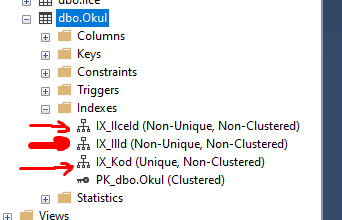 dbo.Ilce
dbo.Okul
Columns
Keys
Constraints
Triggers
Indexes
IX_IlceId (Non-Unique, Non-Clustered)
IX_IlId (Non-Unique, Non-Clustered)
IX_Kod (Unique, Non-Clustered)
PK_dbo.Okul (Clustered)
Statistics
Views